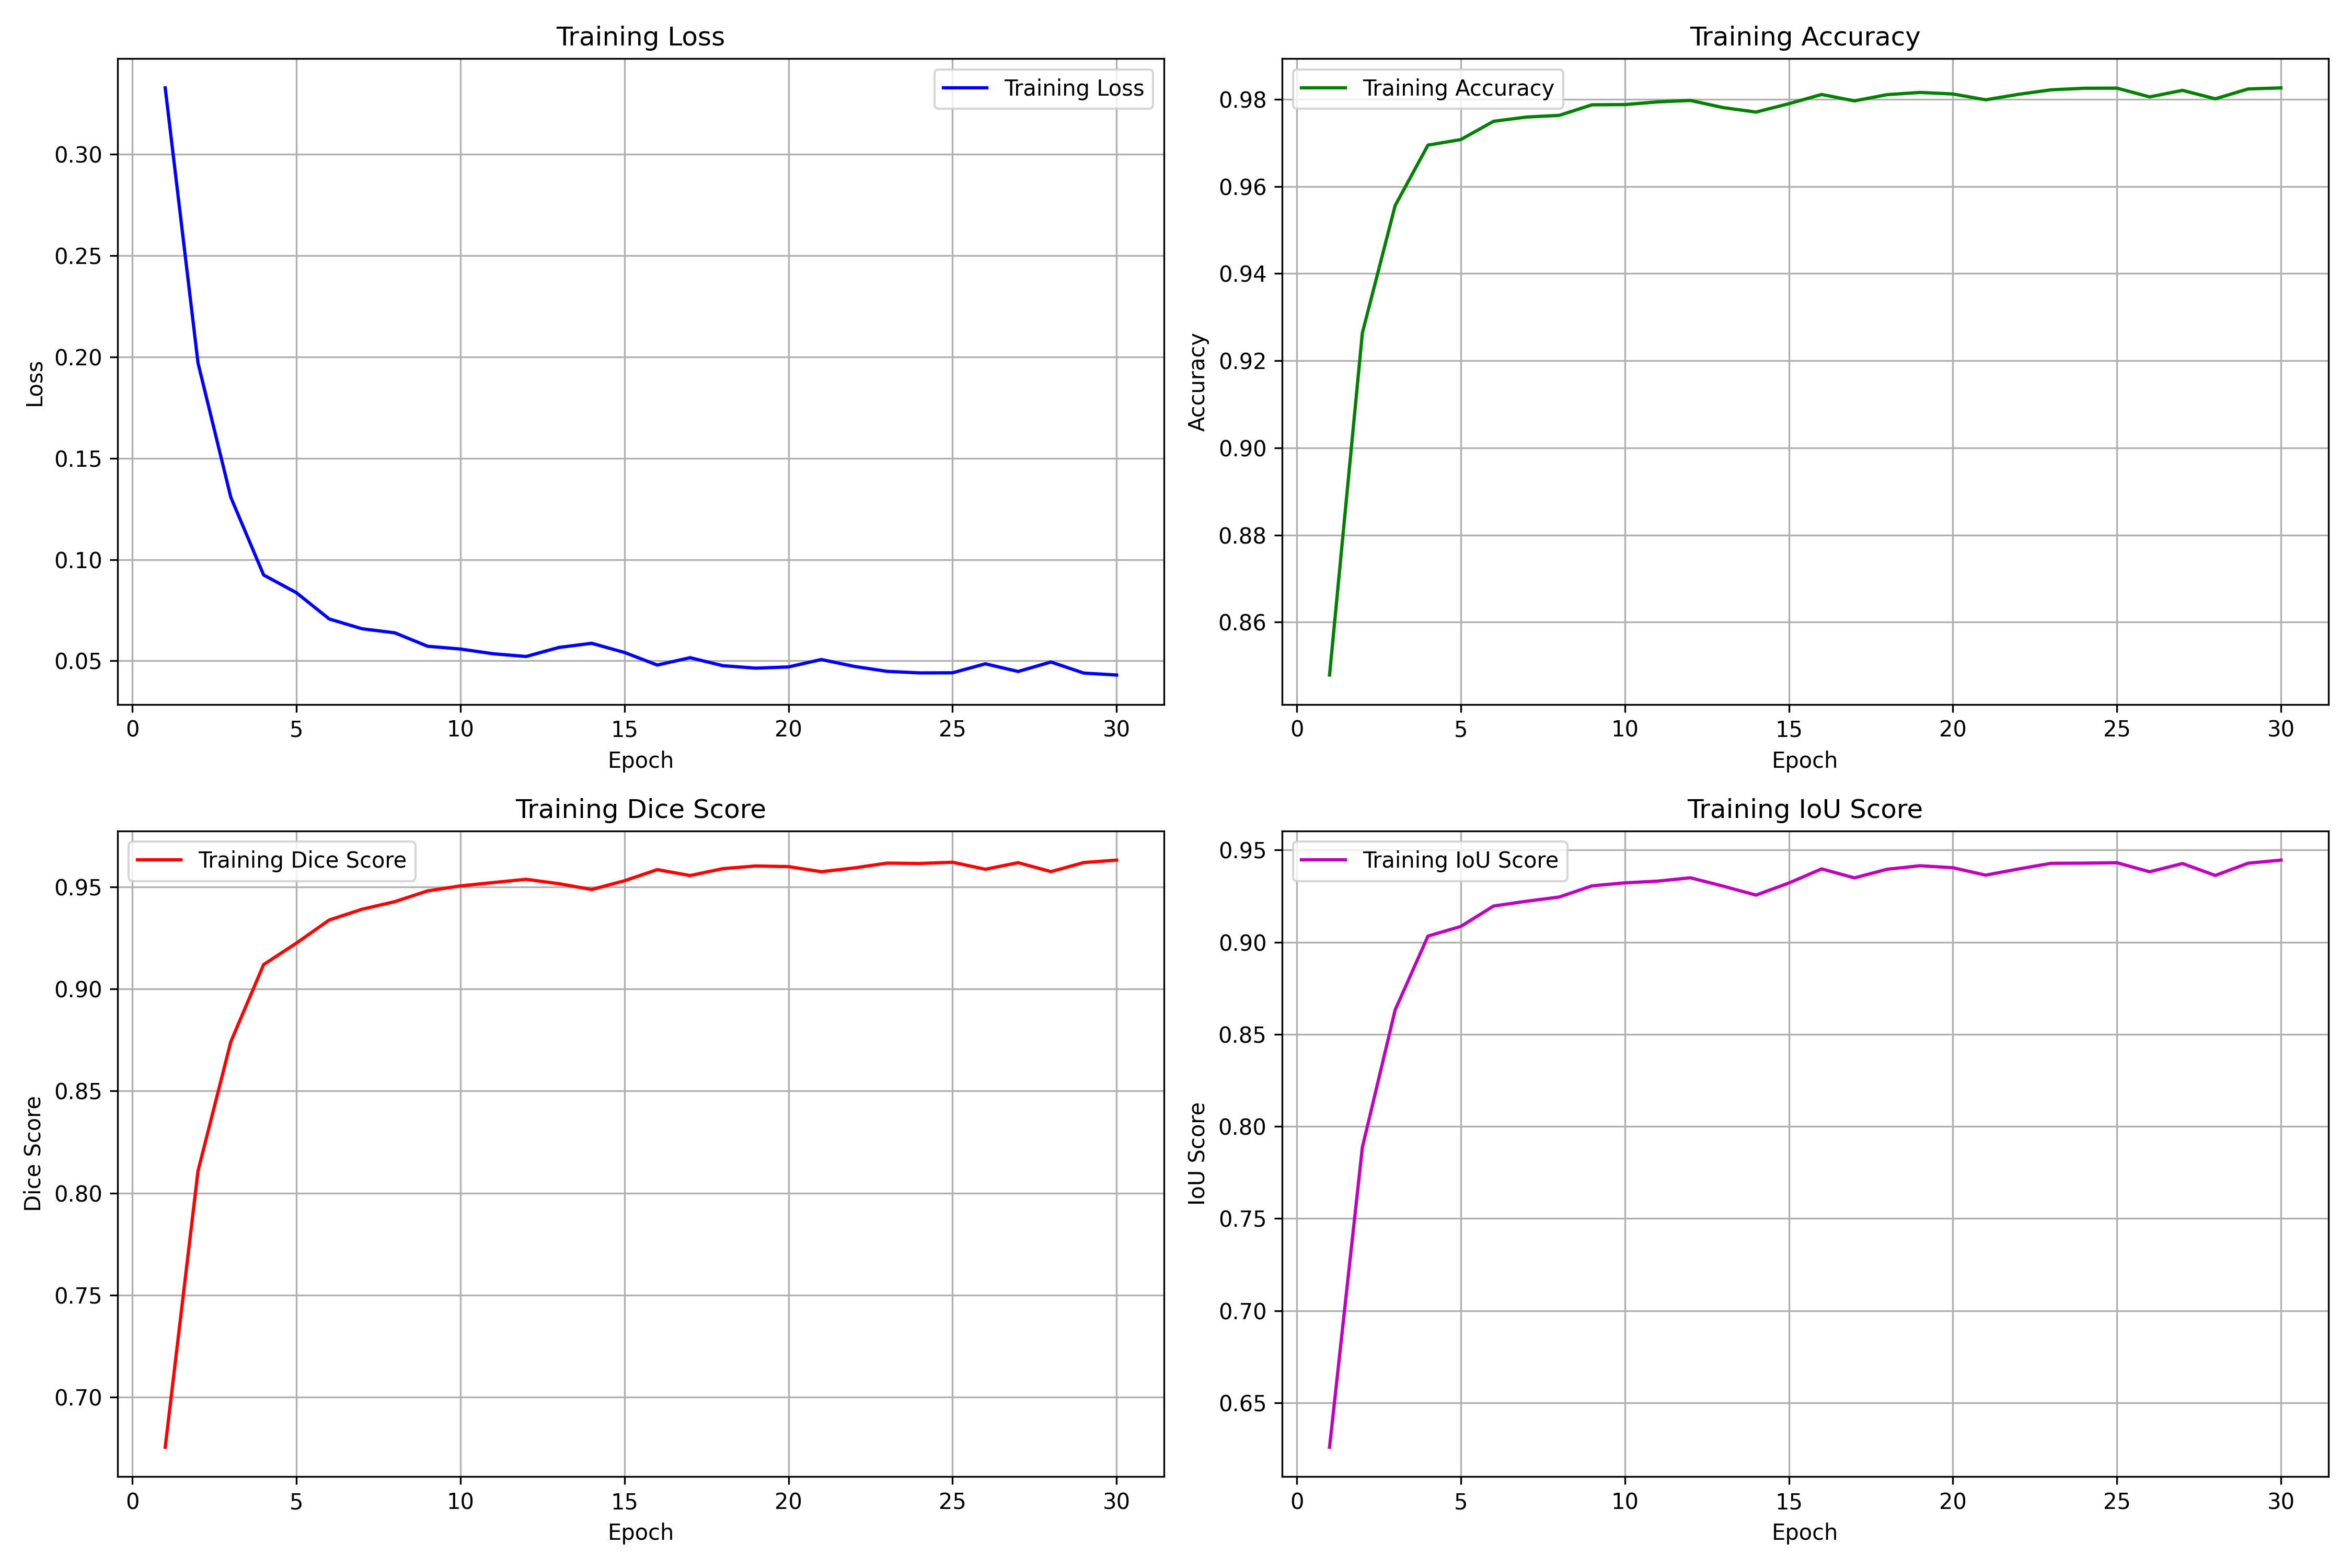 Training Loss
Training Loss
0.30
0.25
0.20
0.15
0.10
0.05
Loss
0 5 10 15 20 25 30
Epoch
Training Accuracy
Training Accuracy
0.98
0.96
0.94
0.92
0.90
0.88
0.86
Accuracy
0 5 10 15 20 25 30
Epoch
Training Dice Score
Training Dice Score
0.95
0.90
0.85
0.80
0.75
0.70
Dice Score
0 5 10 15 20 25 30
Epoch
Training IoU Score
Training IoU Score
0.95
0.90
0.85
0.80
0.75
0.70
0.65
IoU Score
0 5 10 15 20 25 30
Epoch